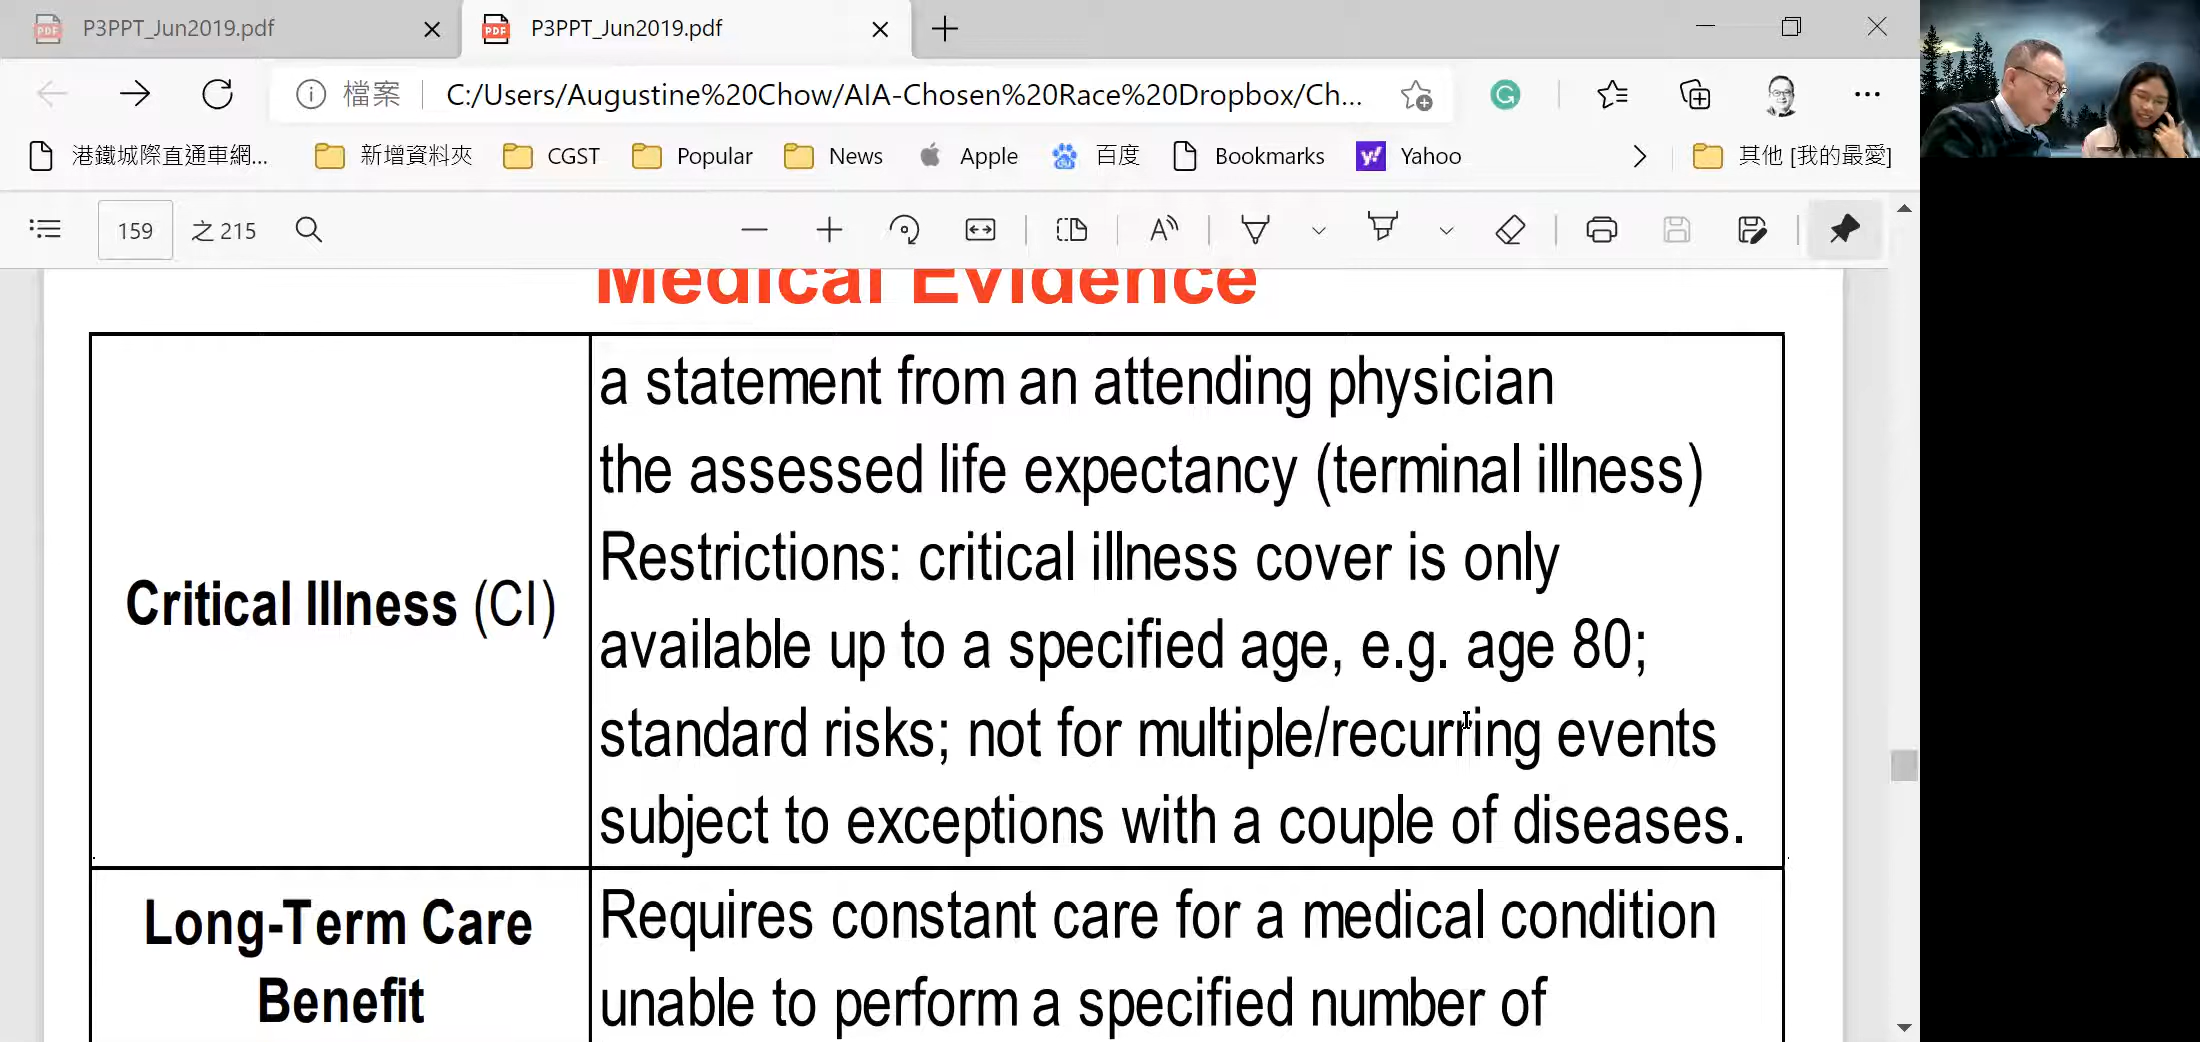 P3PPT_Jun2019.pdf
P3PPT_Jun2019.pdf
檔案 C:/Users/Augustine%20Chow/AIA-Chosen%20Race%20Dropbox/Ch...
港鐵城際直通車網... 新增資料夾 CGST Popular News Apple 百度 Bookmarks Yahoo 其他 [我的最愛]
159 之 215
Medical Evidence
a statement from an attending physician
the assessed life expectancy (terminal illness)
Restrictions: critical illness cover is only
Critical Illness (CI)
available up to a specified age, e.g. age 80;
standard risks; not for multiple/recurring events
subject to exceptions with a couple of diseases.
Long-Term Care
Benefit
Requires constant care for a medical condition
unable to perform a specified number of